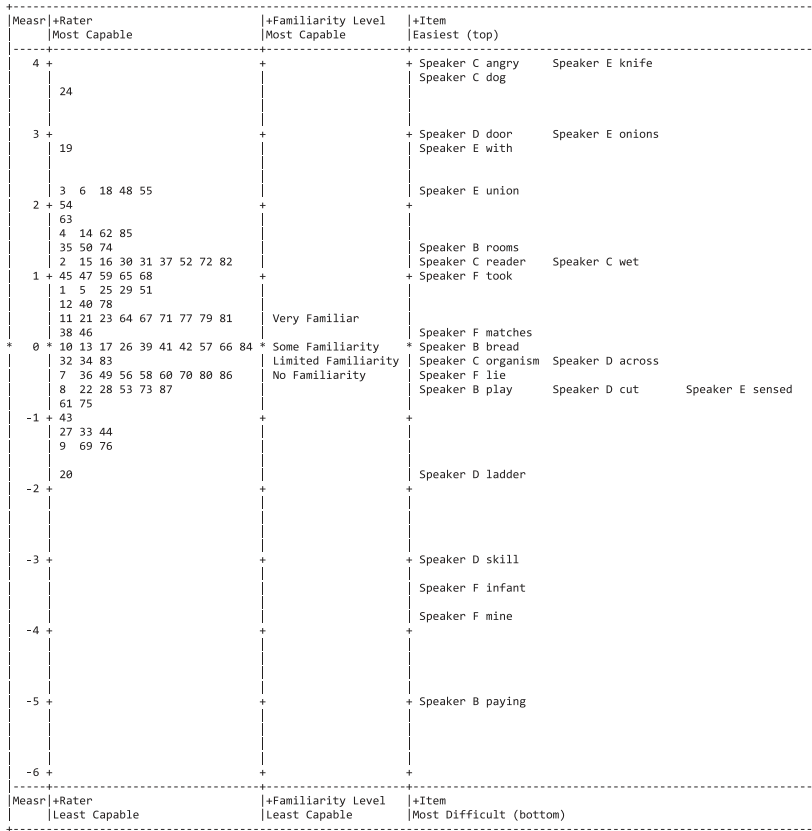 +----------------------------------------------------------------------------------------------------
|Measr|+Rater                       |+Familiarity Level  |+Item
|     |Most Capable                 |Most Capable        |Easiest (top)
|-----+-----------------------------+--------------------+------------------------------------------
|   4 +                             +                    + Speaker C angry    Speaker E knife
|     |                             |                    | Speaker C dog
|     | 24                          |                    |
|     |                             |                    |
|     |                             |                    |
|   3 +                             +                    + Speaker D door     Speaker E onions
|     | 19                          |                    | Speaker E with
|     |                             |                    |
|     |                             |                    |
|     | 3  6  18 48 55              |                    | Speaker E union
|   2 + 54                          +                    +
|     | 63                          |                    |
|     | 4  14 62 85                 |                    |
|     | 35 50 74                    |                    | Speaker B rooms
|     | 2  15 16 30 31 37 52 72 82  |                    | Speaker C reader   Speaker C wet
|   1 + 45 47 59 65 68              +                    + Speaker F took
|     | 1  5  25 29 51              |                    |
|     | 12 40 78                    |                    |
|     | 11 21 23 64 67 71 77 79 81  | Very Familiar      |
|     | 38 46                       |                    | Speaker F matches
*   0 * 10 13 17 26 39 41 42 57 66 84 * Some Familiarity   * Speaker B bread
|     | 32 34 83                    | Limited Familiarity | Speaker C organism Speaker D across
|     | 7  36 49 56 58 60 70 80 86  | No Familiarity     | Speaker F lie
|     | 8  22 28 53 73 87           |                    | Speaker B play     Speaker D cut      Speaker E sensed
|     | 61 75                       |                    |
|  -1 + 43                          +                    +
|     | 27 33 44                    |                    |
|     | 9  69 76                    |                    |
|     |                             |                    |
|     | 20                          |                    | Speaker D ladder
|  -2 +                             +                    +
|     |                             |                    |
|     |                             |                    |
|     |                             |                    |
|     |                             |                    |
|  -3 +                             +                    + Speaker D skill
|     |                             |                    |
|     |                             |                    | Speaker F infant
|     |                             |                    |
|     |                             |                    | Speaker F mine
|  -4 +                             +                    +
|     |                             |                    |
|     |                             |                    |
|     |                             |                    |
|     |                             |                    |
|  -5 +                             +                    + Speaker B paying
|     |                             |                    |
|     |                             |                    |
|     |                             |                    |
|     |                             |                    |
|  -6 +                             +                    +
|-----+-----------------------------+--------------------+------------------------------------------
|Measr|+Rater                       |+Familiarity Level  |+Item
|     |Least Capable                |Least Capable       |Most Difficult (bottom)
+----------------------------------------------------------------------------------------------------